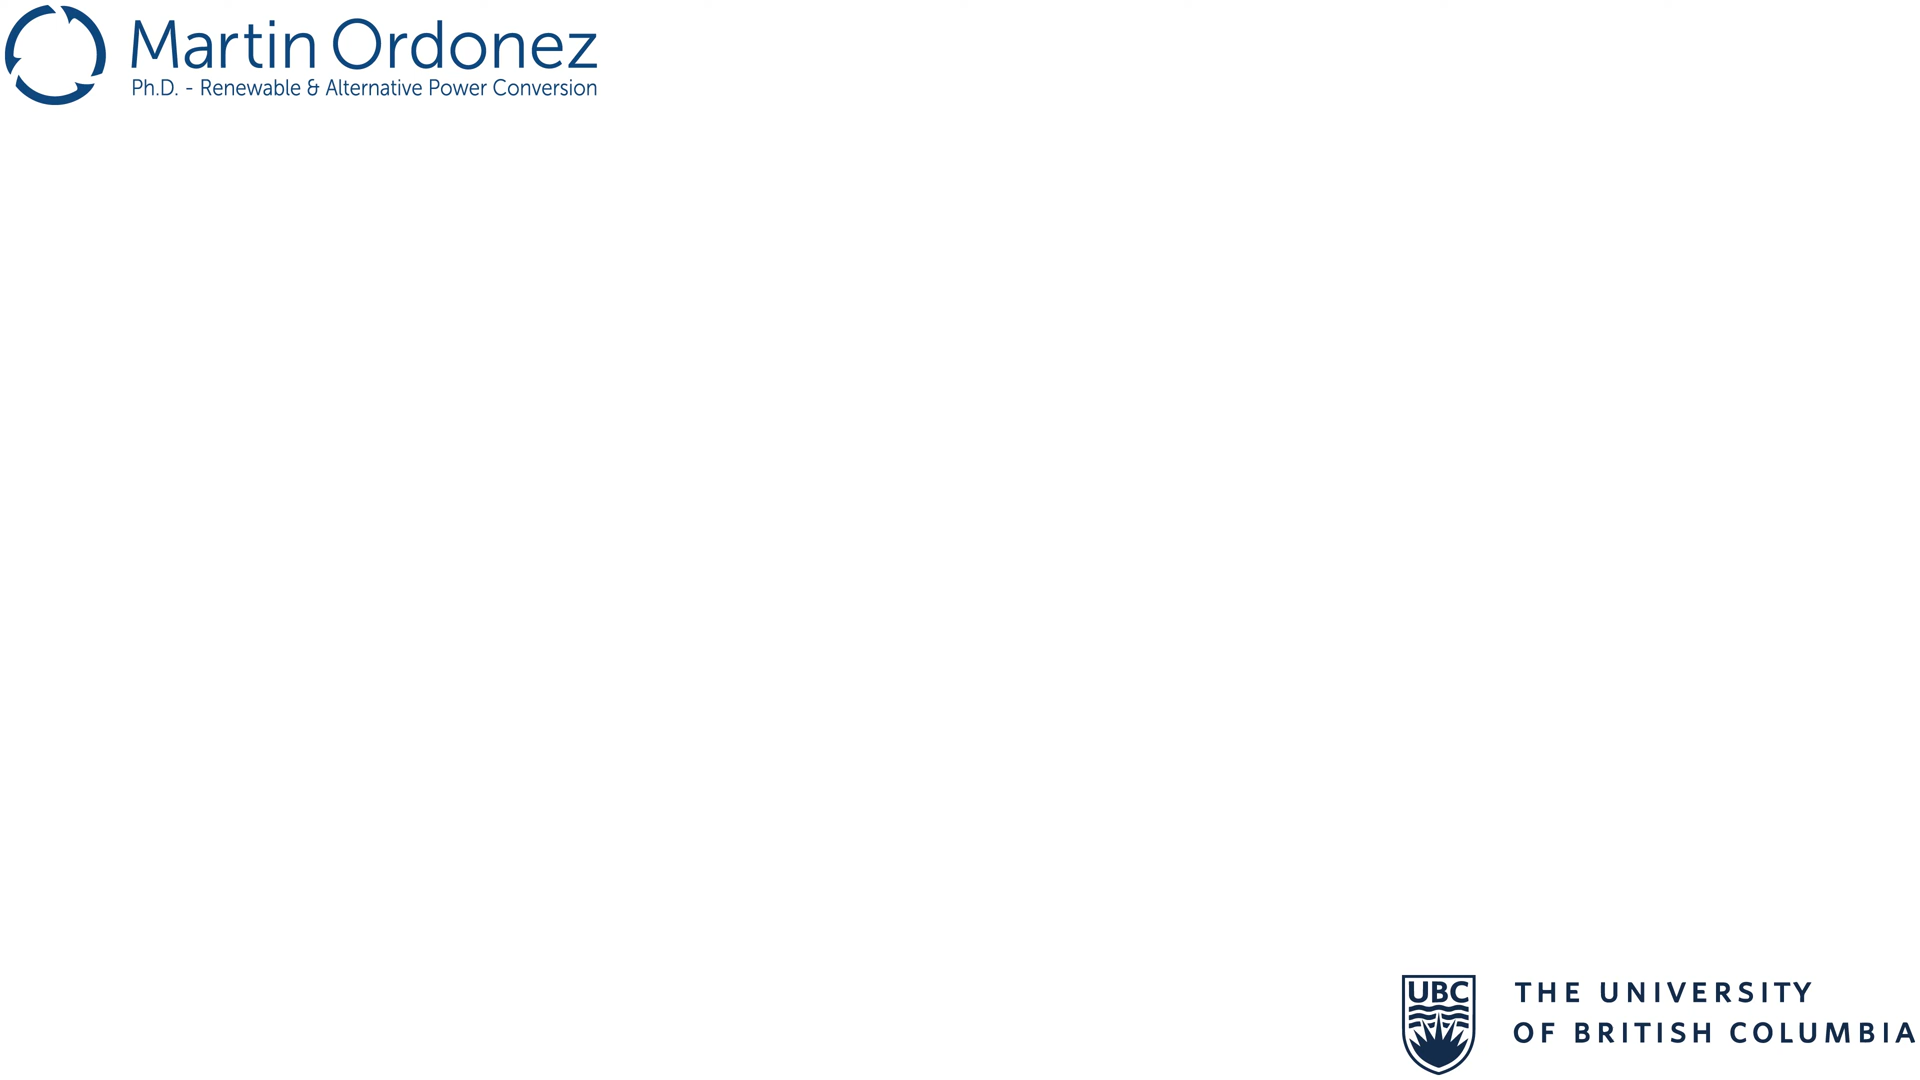 Martin Ordonez
Ph.D. - Renewable & Alternative Power Conversion
UBC
THE UNIVERSITY
OF BRITISH COLUMBIA